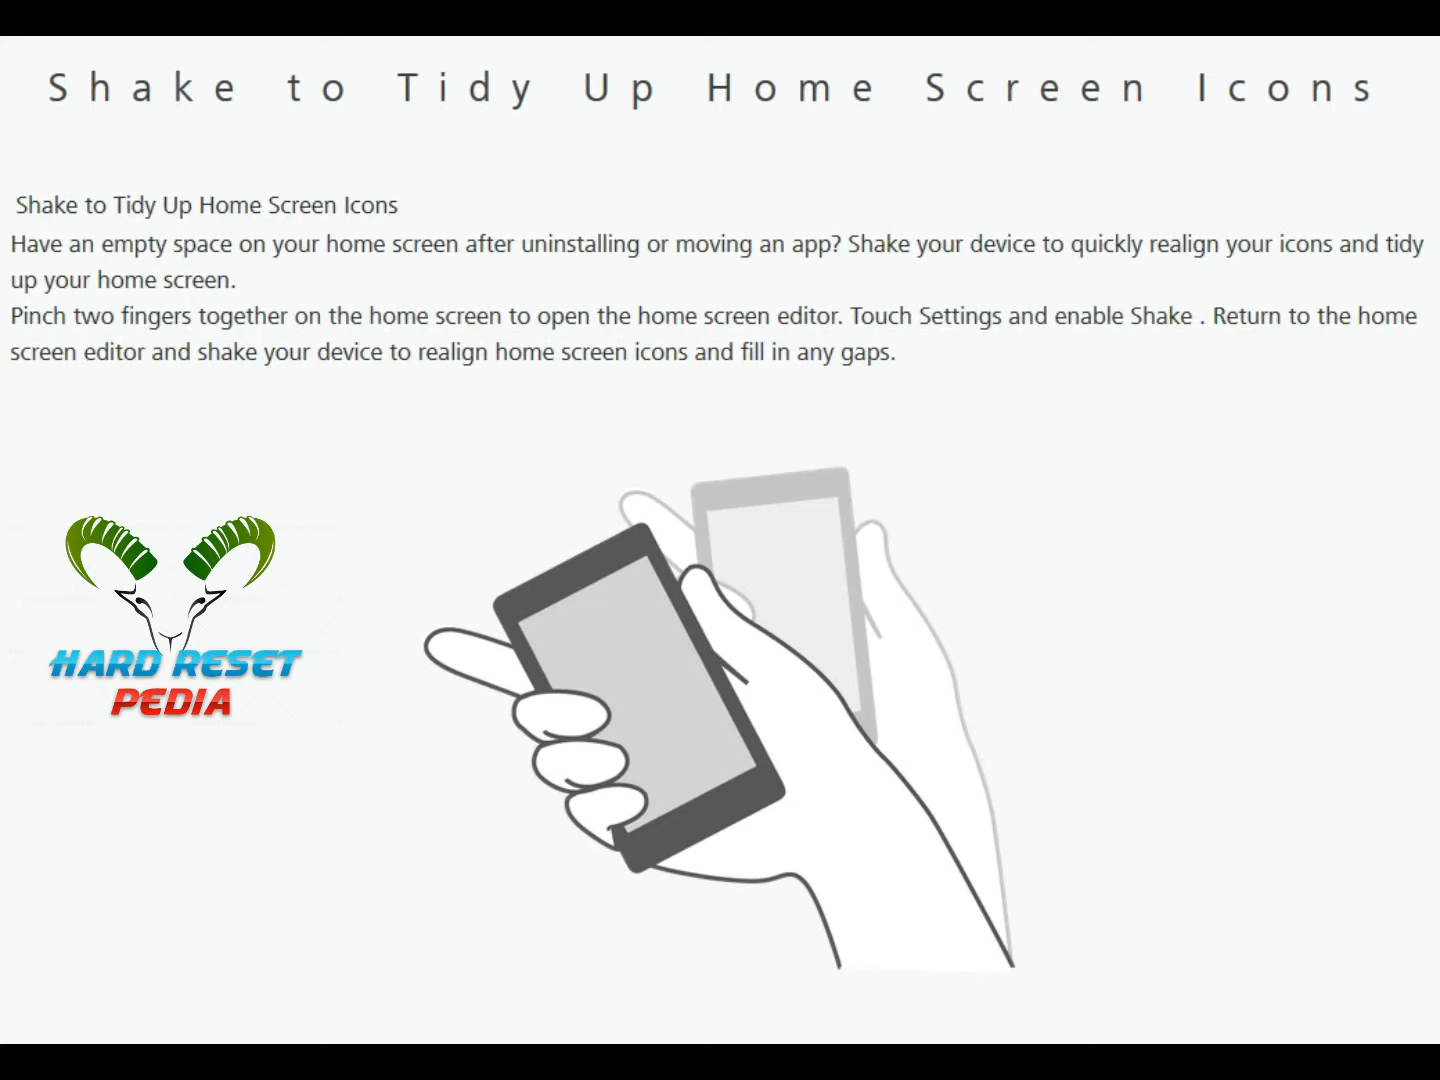 Shake to Tidy Up Home Screen Icons
Shake to Tidy Up Home Screen Icons
Have an empty space on your home screen after uninstalling or moving an app? Shake your device to quickly realign your icons and tidy
up your home screen.
Pinch two fingers together on the home screen to open the home screen editor. Touch Settings and enable Shake . Return to the home
screen editor and shake your device to realign home screen icons and fill in any gaps.
HARD RESET
PEDIA